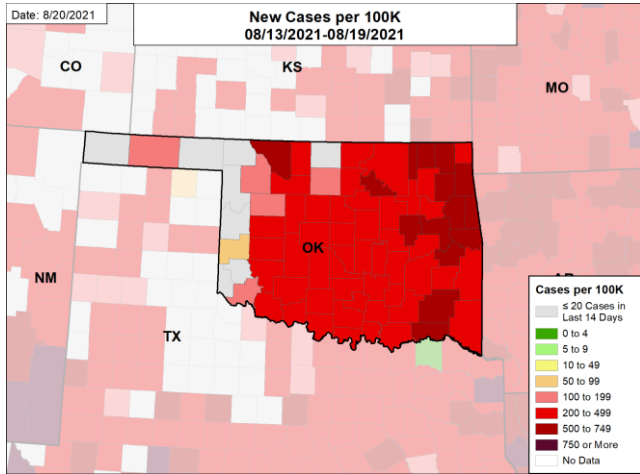 Date: 8/20/2021
New Cases per 100K
08/13/2021-08/19/2021
CO
KS
MO
OK
NM
TX
Cases per 100K
≤ 20 Cases in
Last 14 Days
0 to 4
5 to 9
10 to 49
50 to 99
100 to 199
200 to 499
500 to 749
750 or More
No Data